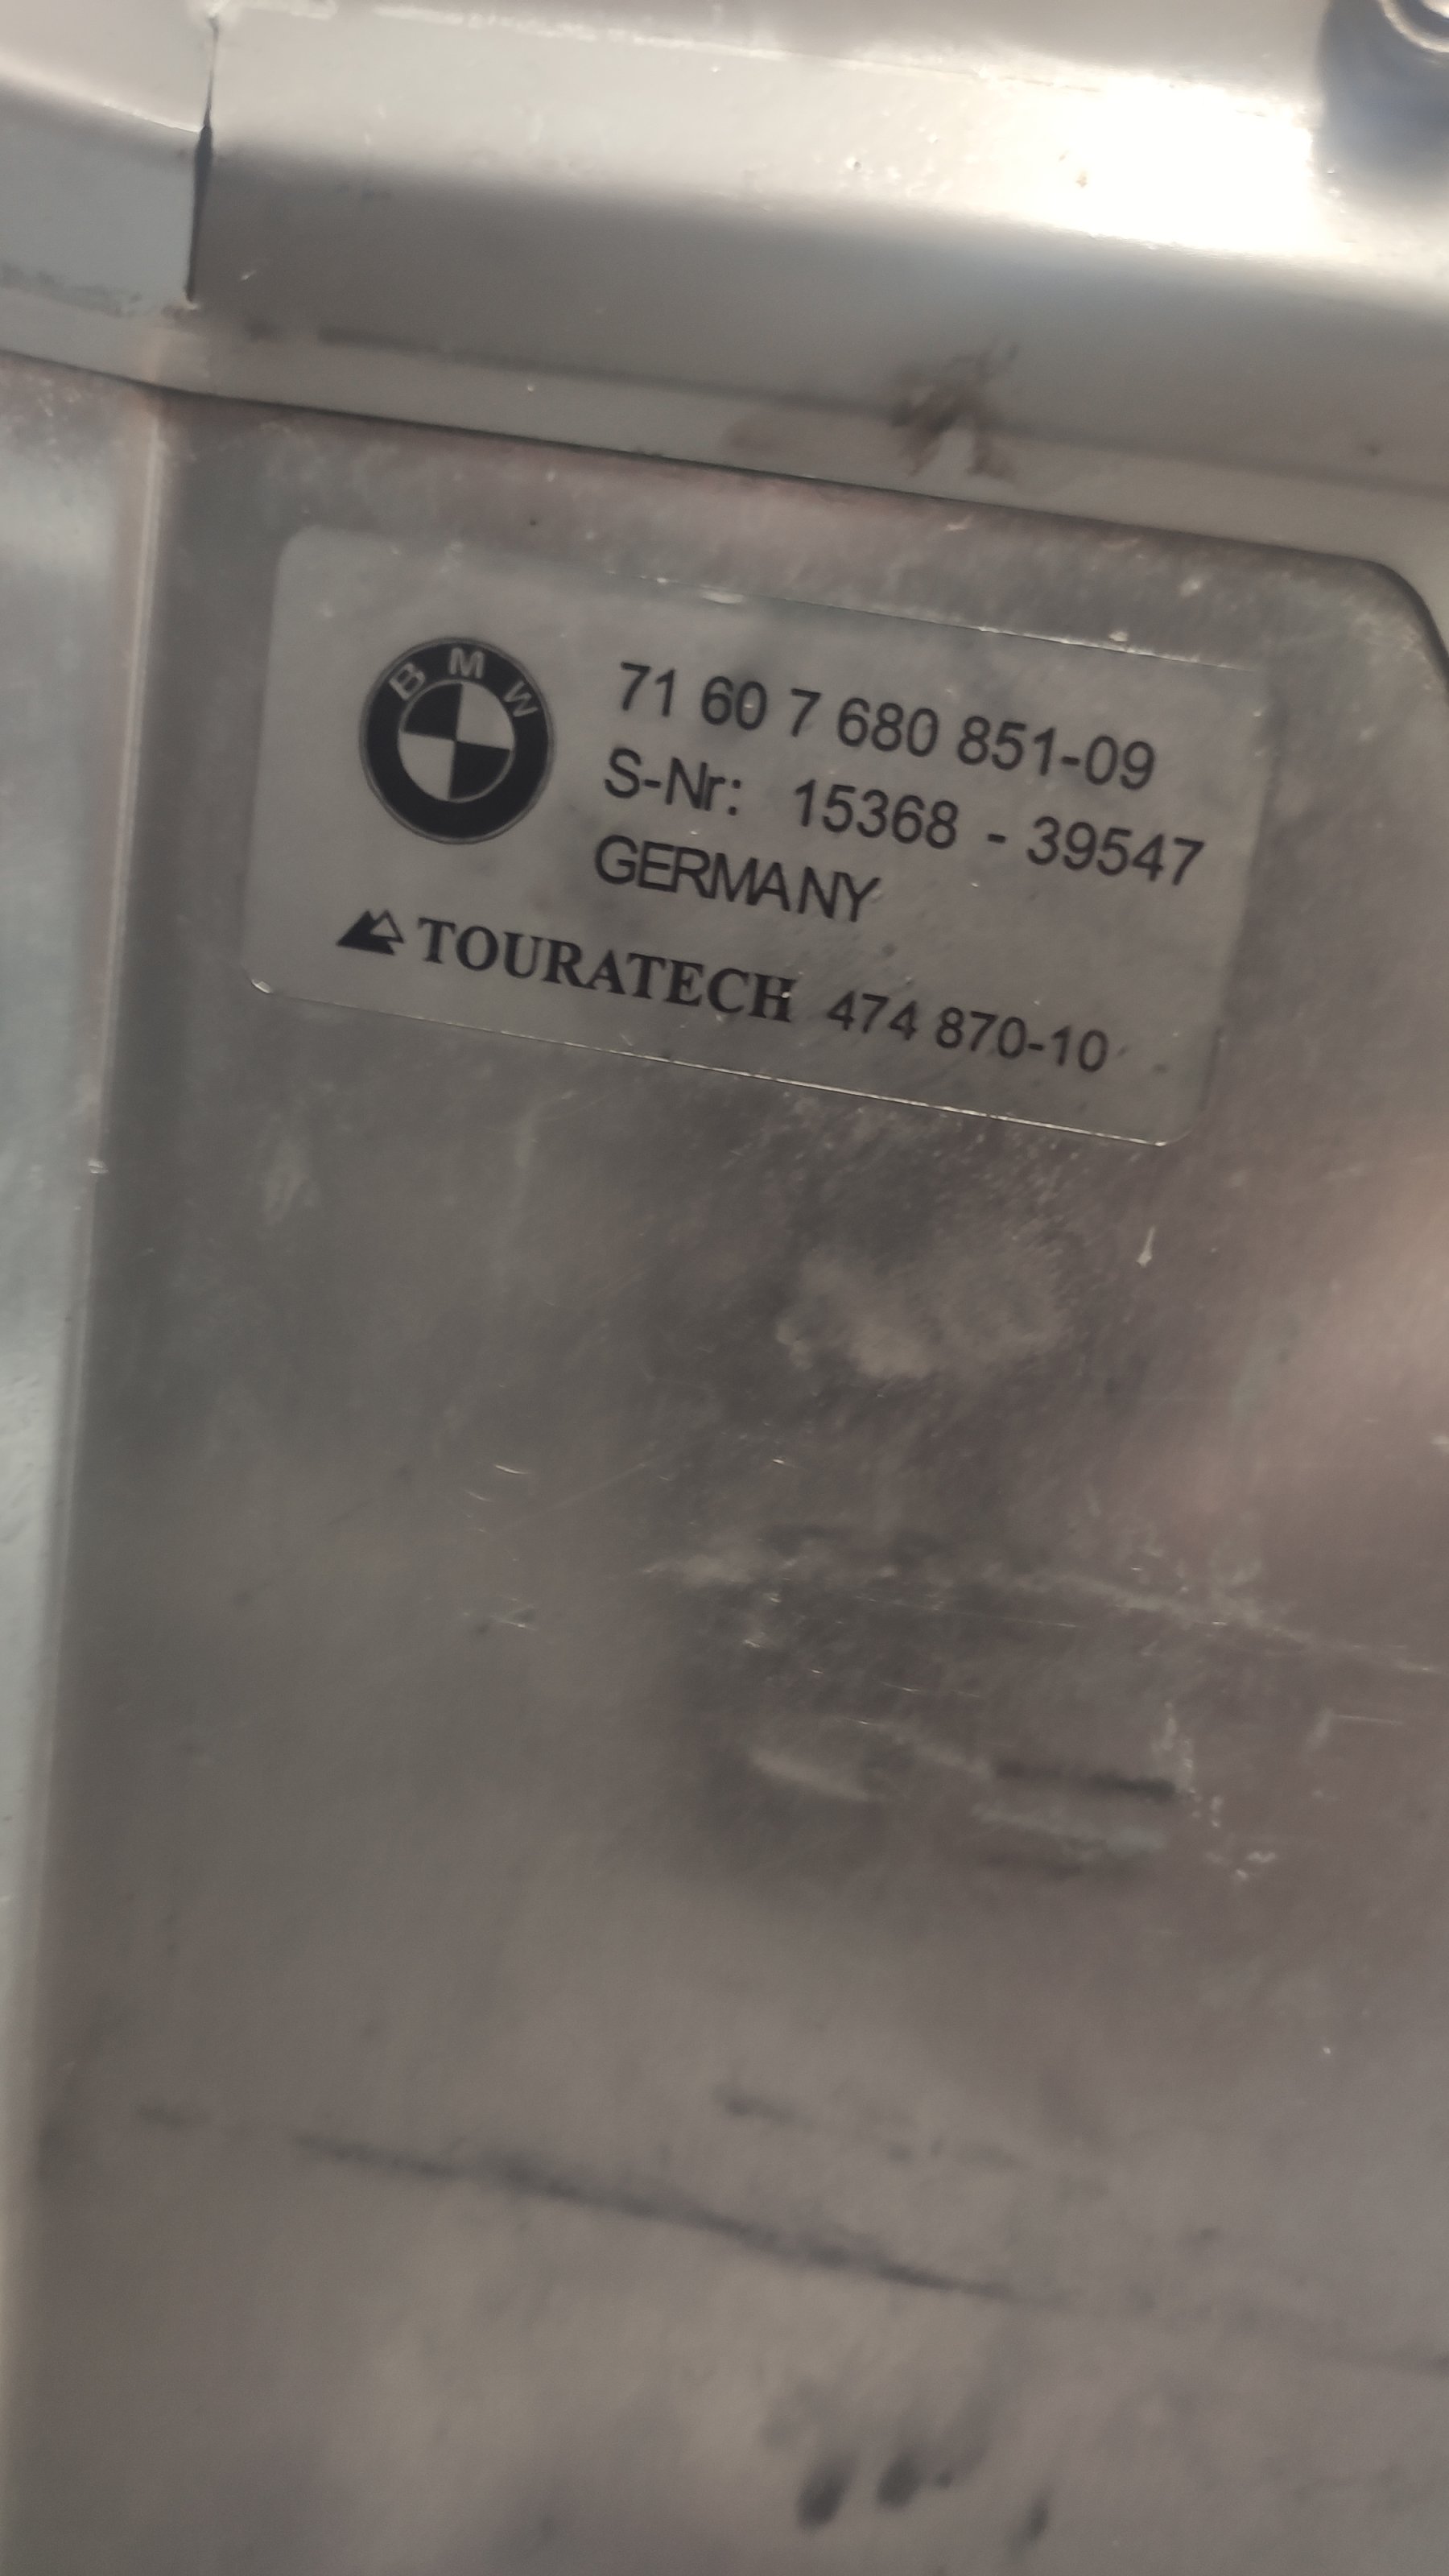 BMW
71 60 7 680 851-09
S-Nr: 15368 - 39547
GERMANY
TOURATECH 474 870-10